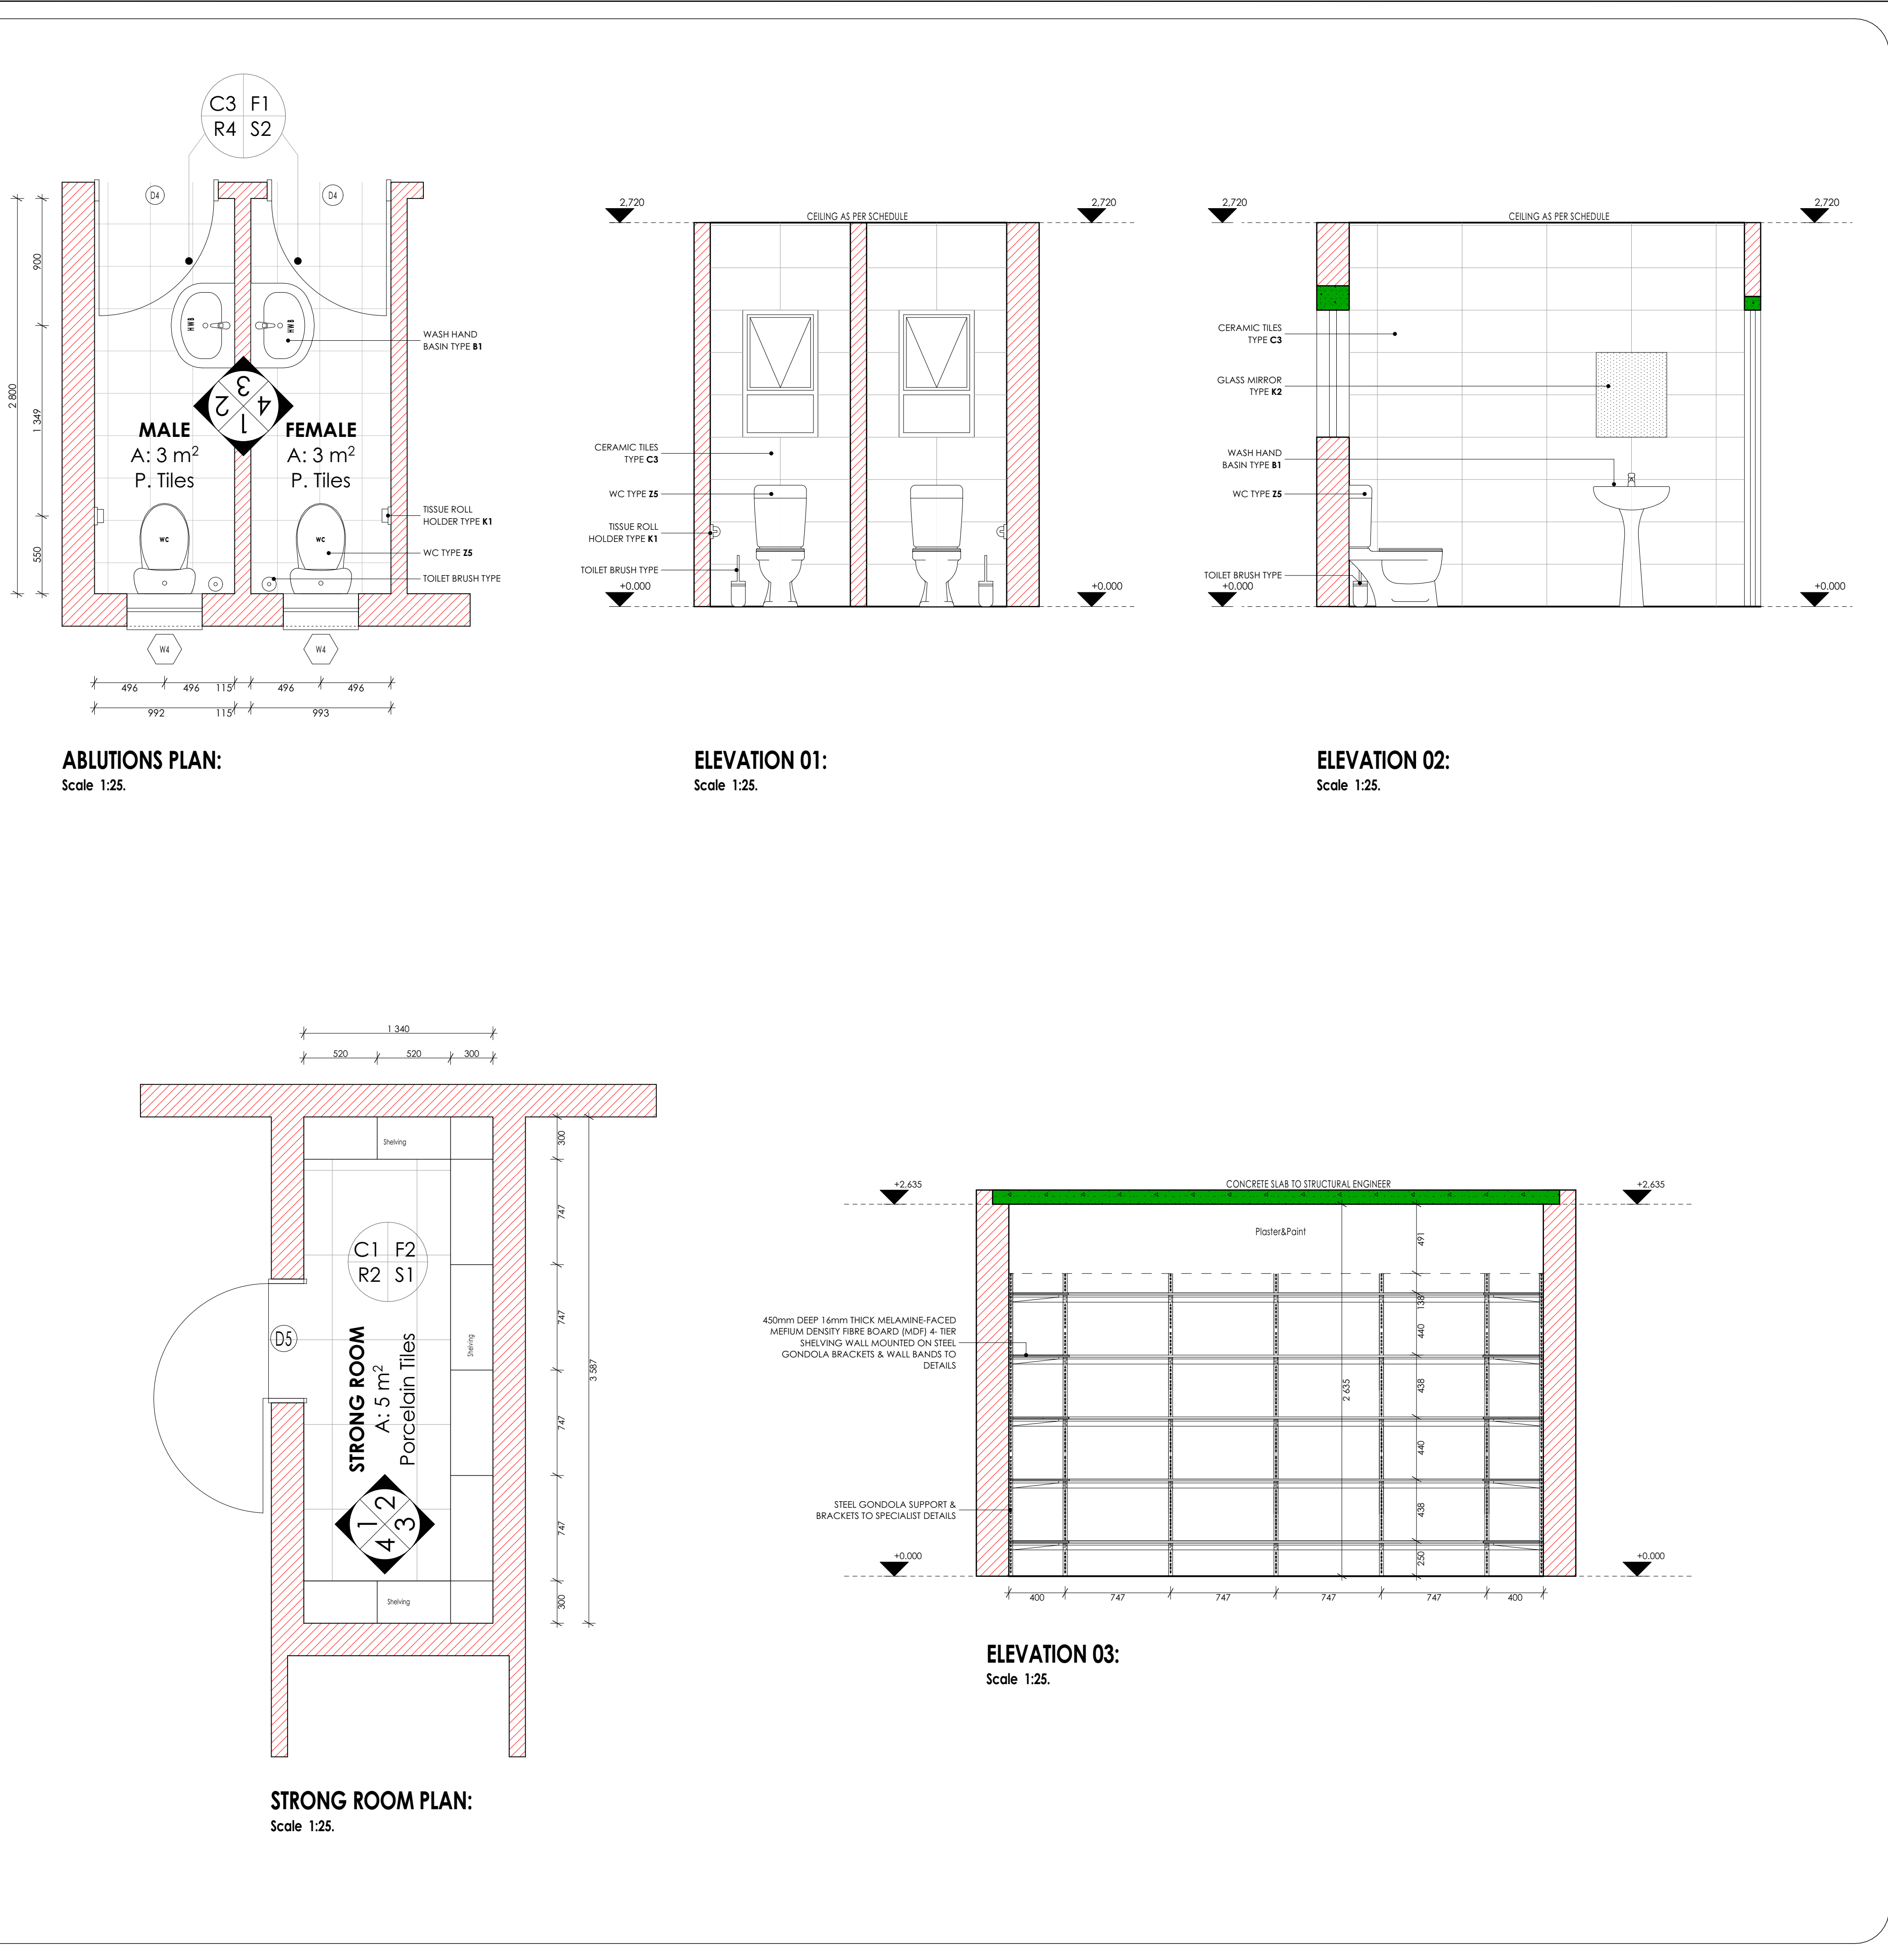 C3 F1
R4 S2
D4
D4
900
2 800
1 349
550
HWB
HWB
WASH HAND
BASIN TYPE B1
3
2 4
1
MALE
A: 3 m²
P. Tiles
FEMALE
A: 3 m²
P. Tiles
TISSUE ROLL
HOLDER TYPE K1
WC
WC
WC TYPE Z5
TOILET BRUSH TYPE
W4
W4
496 496 115 496 496
992 115 993
ABLUTIONS PLAN:
Scale 1:25.
2,720
2,720
CEILING AS PER SCHEDULE
CERAMIC TILES
TYPE C3
WC TYPE Z5
TISSUE ROLL
HOLDER TYPE K1
TOILET BRUSH TYPE
+0.000
+0.000
ELEVATION 01:
Scale 1:25.
2,720
2,720
CEILING AS PER SCHEDULE
CERAMIC TILES
TYPE C3
GLASS MIRROR
TYPE K2
WASH HAND
BASIN TYPE B1
WC TYPE Z5
TOILET BRUSH TYPE
+0.000
+0.000
ELEVATION 02:
Scale 1:25.
1 340
520 520 300
Shelving
300
747
747
747
747
300
3 587
C1 F2
R2 S1
D5
Shelving
STRONG ROOM
A: 5 m²
Porcelain Tiles
1 2
4 3
Shelving
STRONG ROOM PLAN:
Scale 1:25.
+2.635
+2.635
CONCRETE SLAB TO STRUCTURAL ENGINEER
Plaster&Paint
491
138
440
438
440
438
250
2 635
450mm DEEP 16mm THICK MELAMINE-FACED
MEFIUM DENSITY FIBRE BOARD (MDF) 4- TIER
SHELVING WALL MOUNTED ON STEEL
GONDOLA BRACKETS & WALL BANDS TO
DETAILS
STEEL GONDOLA SUPPORT &
BRACKETS TO SPECIALIST DETAILS
+0.000
+0.000
400 747 747 747 747 400
ELEVATION 03:
Scale 1:25.